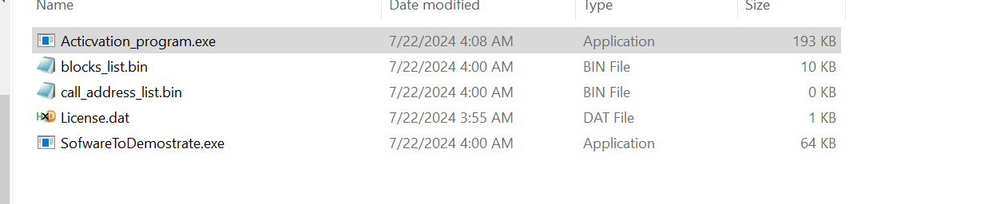 Name Date modified Type Size
Acticvation_program.exe 7/22/2024 4:08 AM Application 193 KB
blocks_list.bin 7/22/2024 4:00 AM BIN File 10 KB
call_address_list.bin 7/22/2024 4:00 AM BIN File 0 KB
License.dat 7/22/2024 3:55 AM DAT File 1 KB
SofwareToDemostrate.exe 7/22/2024 4:00 AM Application 64 KB